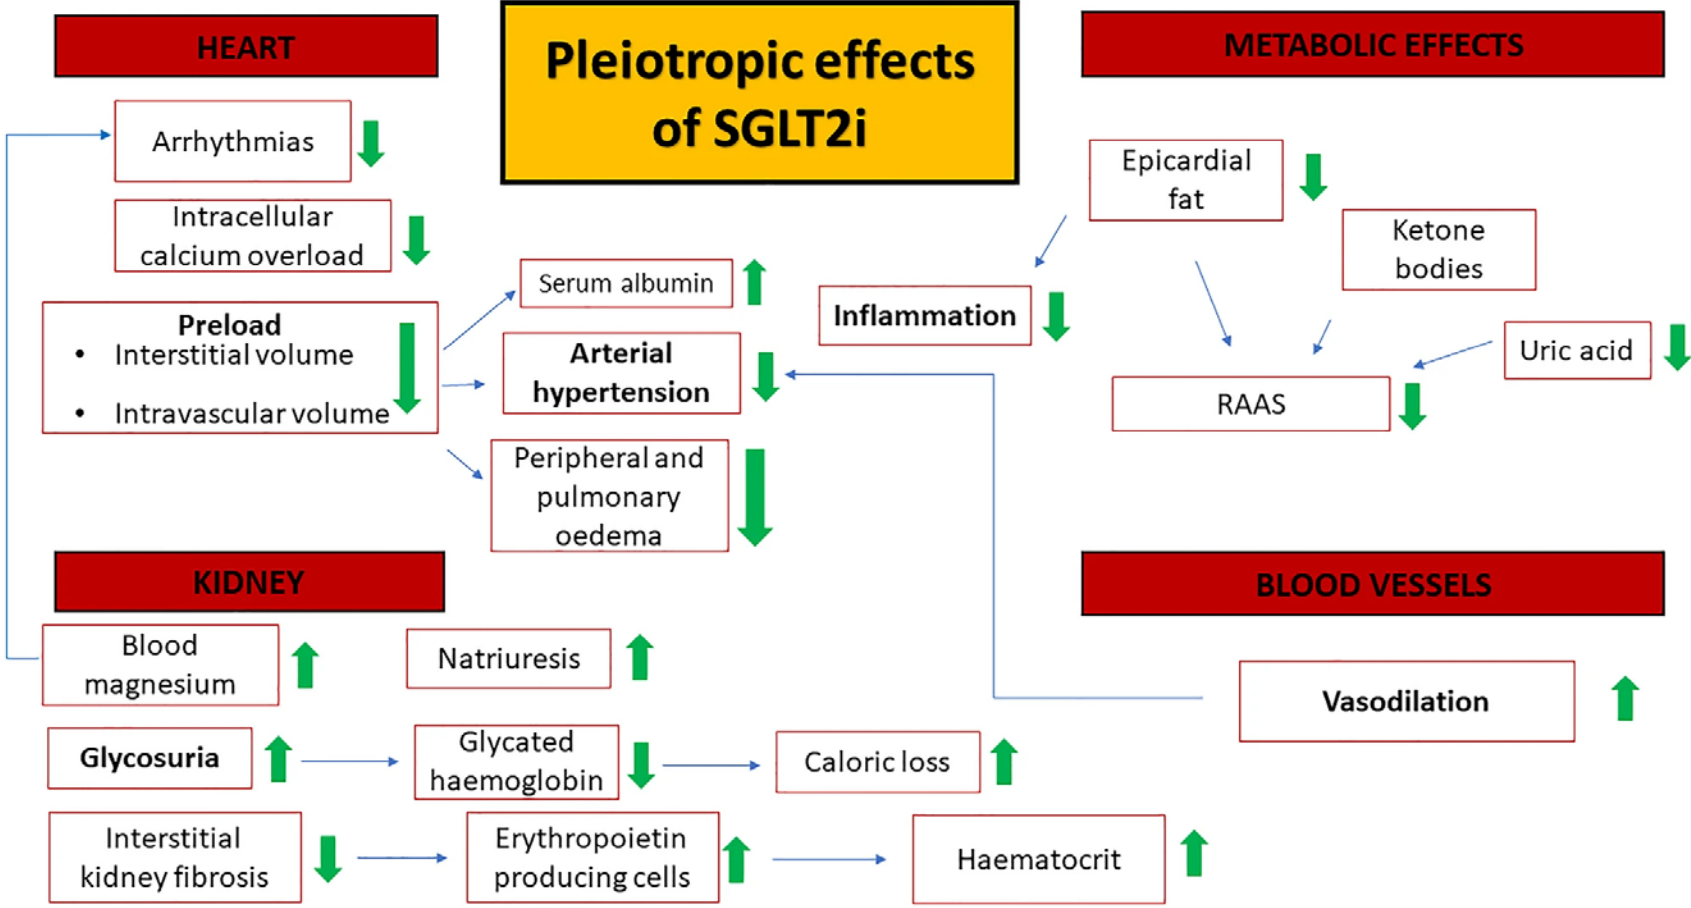 Pleiotropic effects
of SGLT2i
HEART
Arrhythmias
Intracellular
calcium overload
Preload
• Interstitial volume
• Intravascular volume
Serum albumin
Arterial
hypertension
Peripheral and
pulmonary
oedema
METABOLIC EFFECTS
Epicardial
fat
Ketone
bodies
Inflammation
Uric acid
RAAS
KIDNEY
Blood
magnesium
Natriuresis
Glycosuria
Glycated
haemoglobin
Caloric loss
Interstitial
kidney fibrosis
Erythropoietin
producing cells
Haematocrit
BLOOD VESSELS
Vasodilation